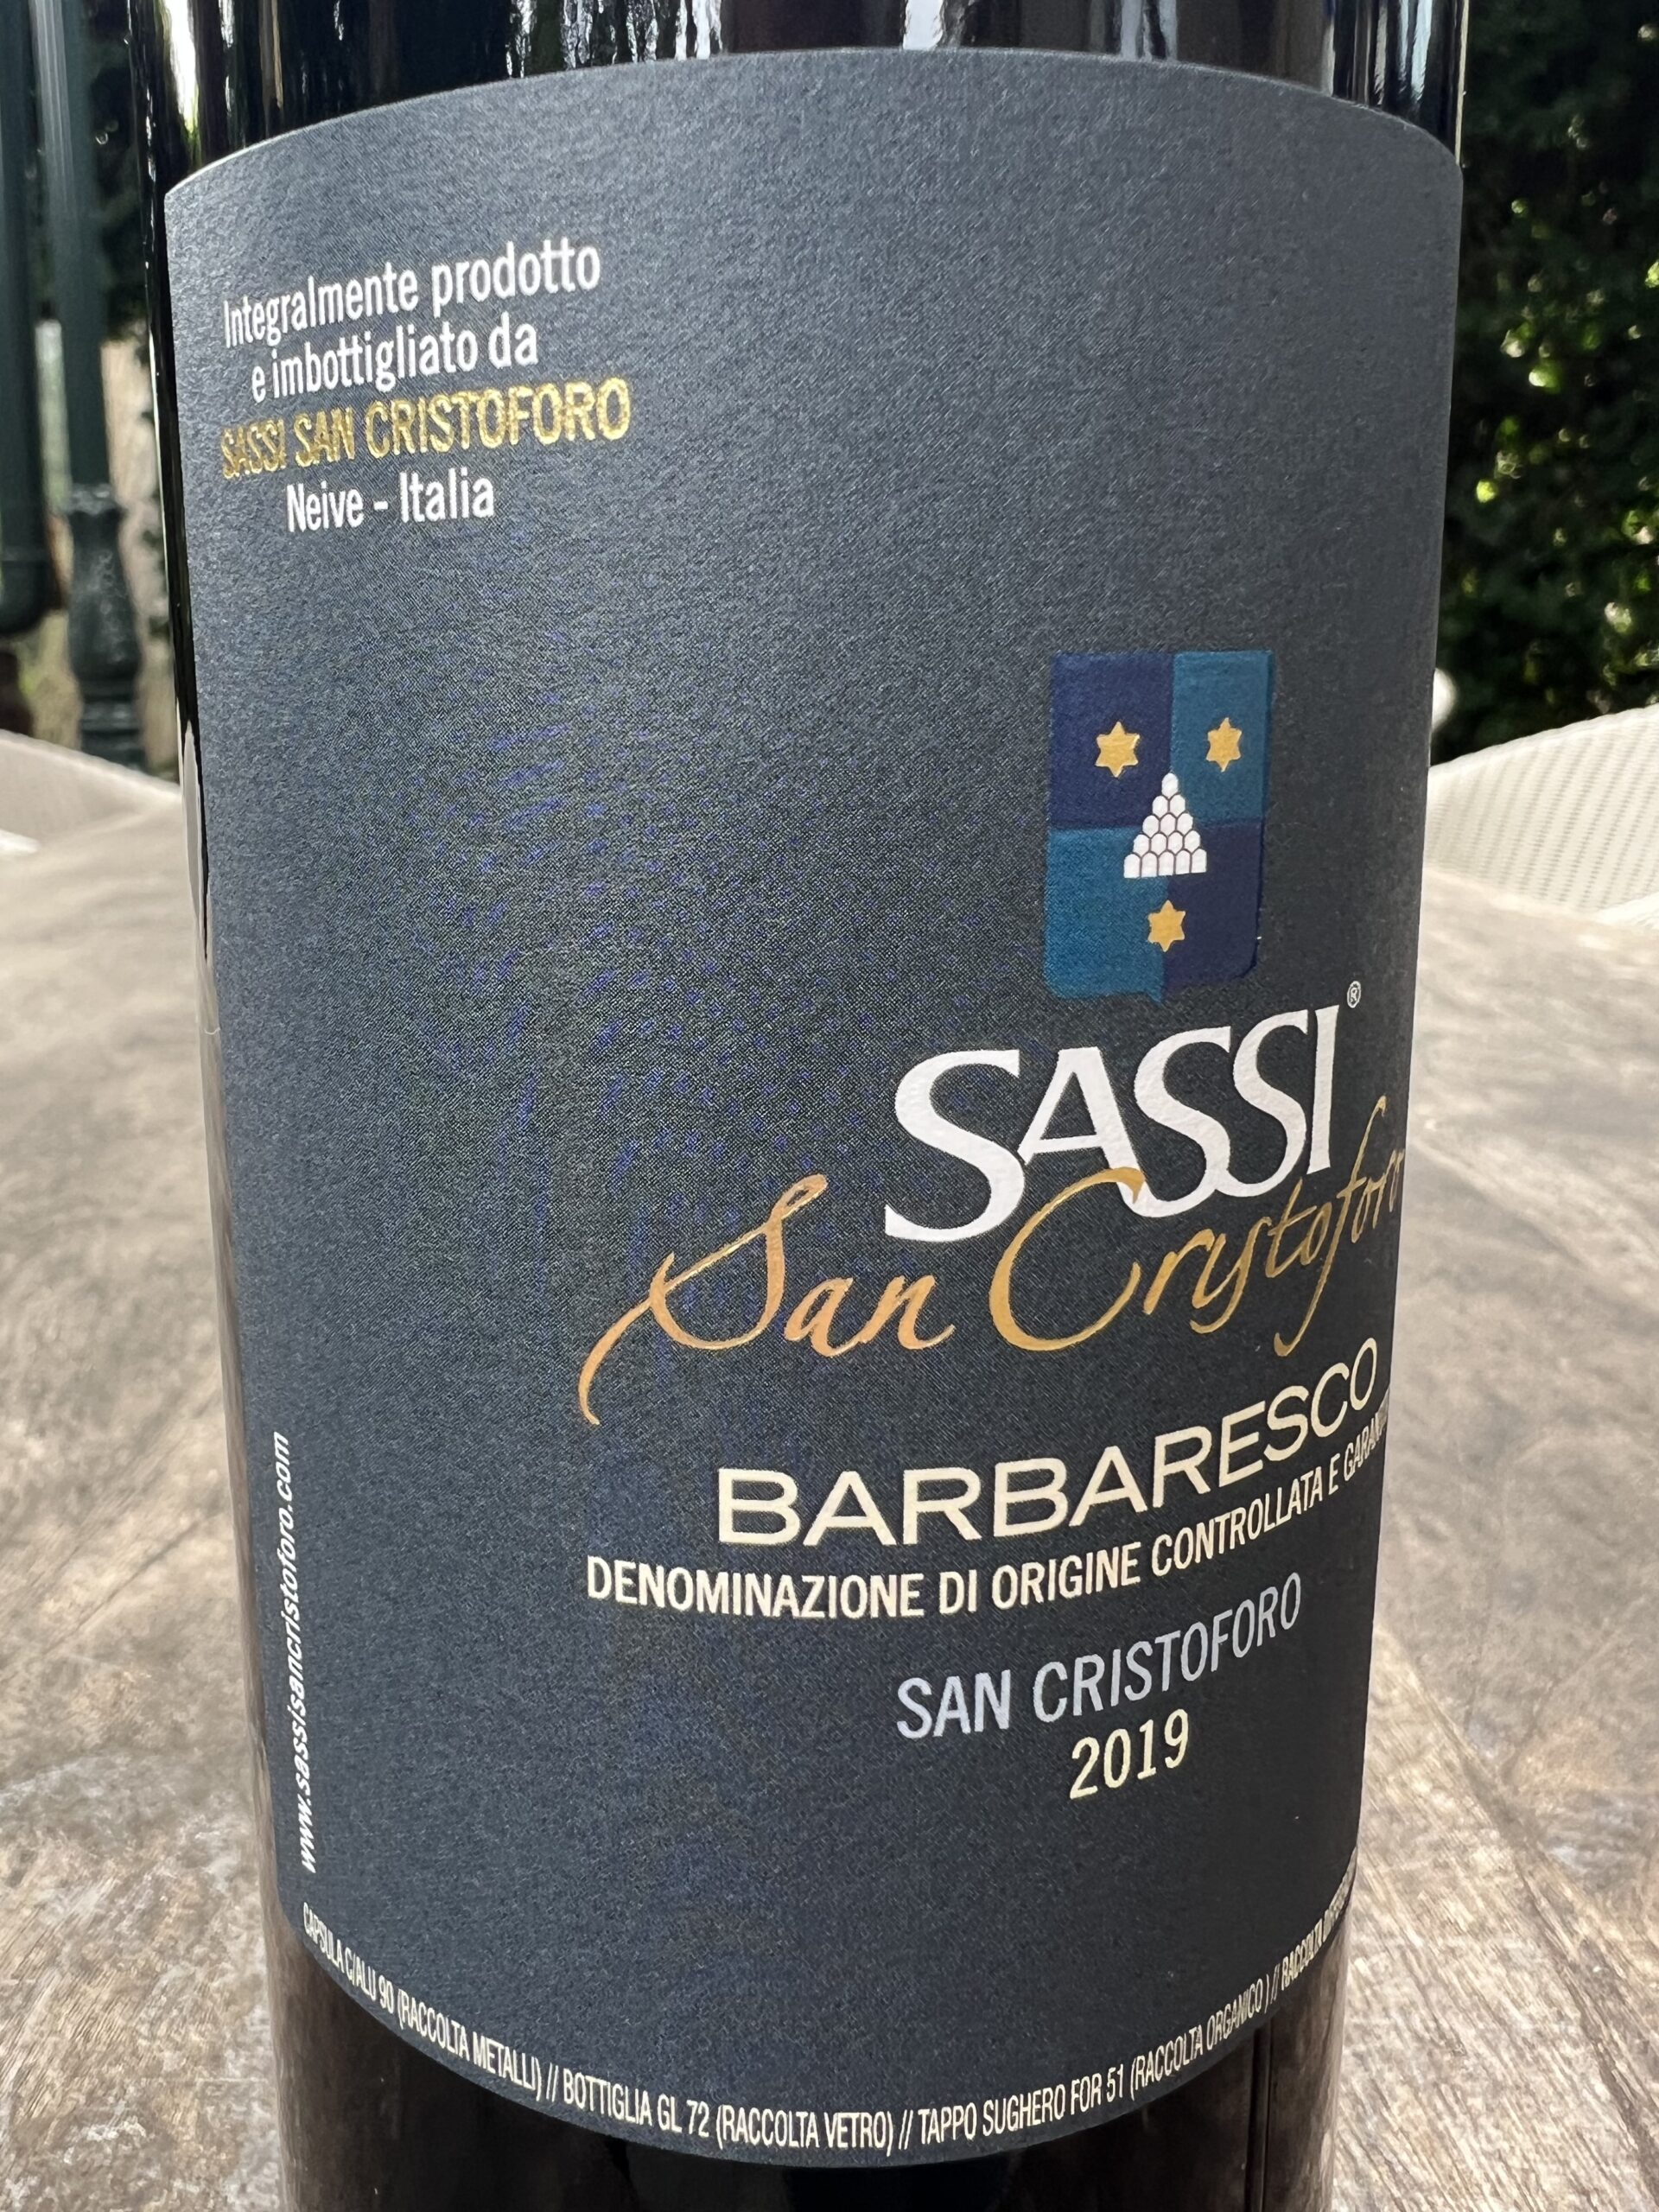 Integralmente prodotto
e imbottigliato da
SASSI SAN CRISTOFORO
Neive - Italia
SASSI®
San Cristofor
BARBARESCO
DENOMINAZIONE DI ORIGINE CONTROLLATA E
SAN CRISTOFORO
2019
www.sassisancristoforo.com
CAPSULA C/ALU 90 (RACCOLTA METALLI) // BOTTIGLIA GL 72 (RACCOLTA VETRO) // TAPPO SUGHERO FOR 51 (RACCOLTA ORGANICO) // RACCOLTA